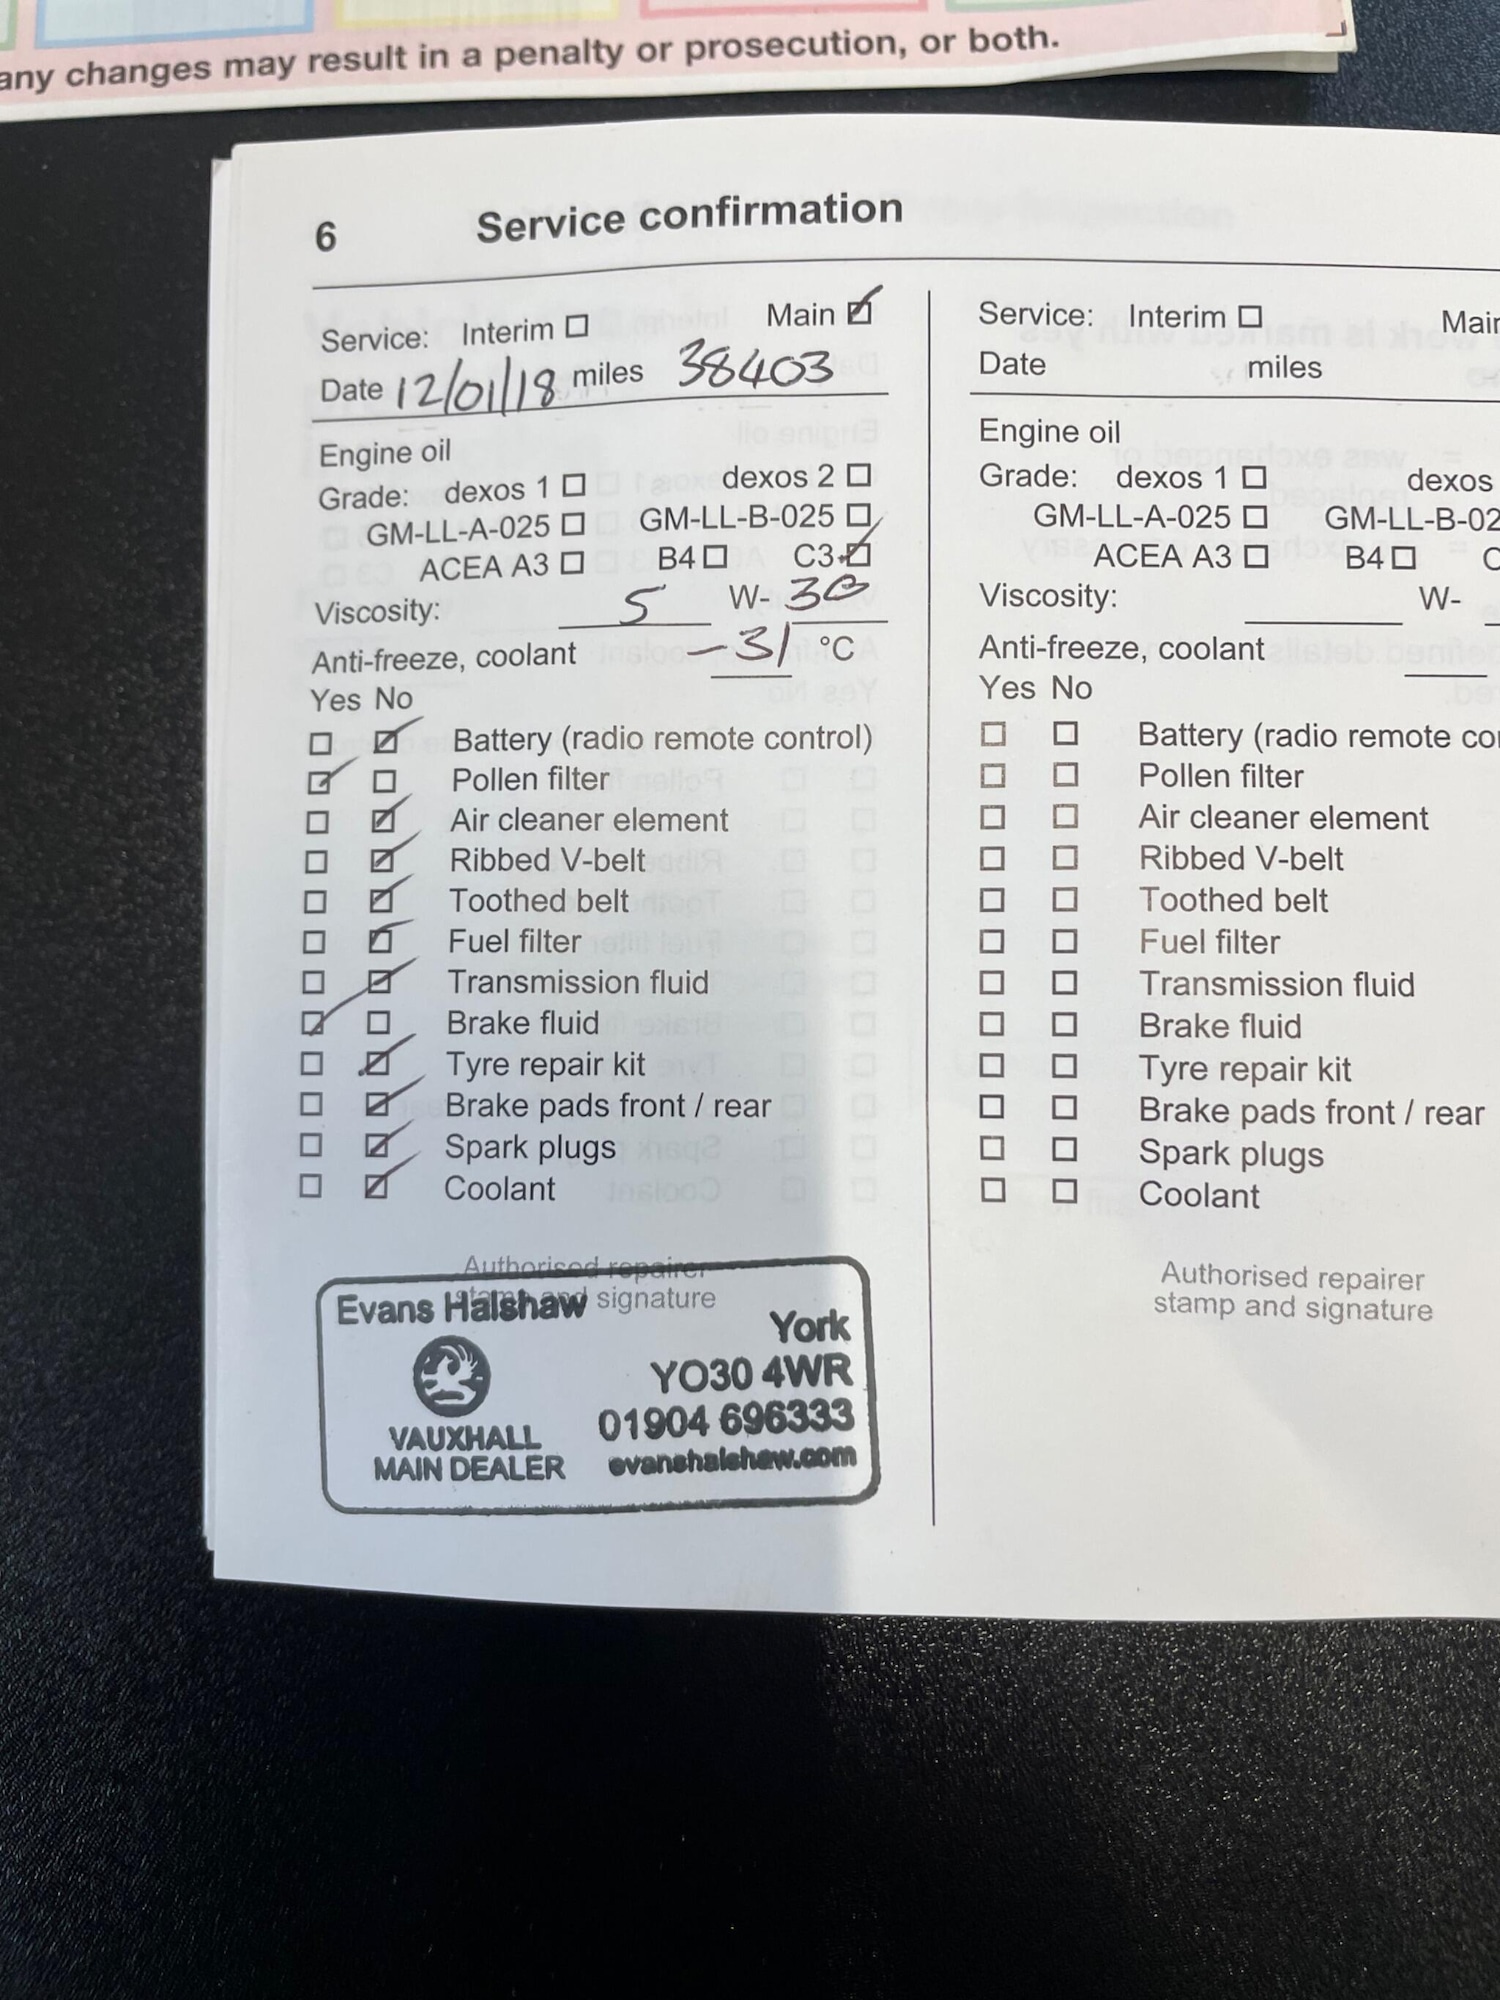 any changes may result in a penalty or prosecution, or both.
6 Service confirmation
Service: Interim Main
Date 12/01/18 miles 38403
Engine oil
Grade: dexos 1 dexos 2
GM-LL-A-025 GM-LL-B-025
ACEA A3 B4 C3
Viscosity: 5 W- 30
Anti-freeze, coolant -31 °C
Yes No
Battery (radio remote control)
Pollen filter
Air cleaner element
Ribbed V-belt
Toothed belt
Fuel filter
Transmission fluid
Brake fluid
Tyre repair kit
Brake pads front / rear
Spark plugs
Coolant
Authorised repairer
stamp and signature
Evans Halshaw
York
YO30 4WR
01904 696333
evanshalshaw.com
VAUXHALL
MAIN DEALER
Service: Interim Main
Date miles
Engine oil
Grade: dexos 1 dexos
GM-LL-A-025 GM-LL-B-02
ACEA A3 B4 C
Viscosity: W-
Anti-freeze, coolant
Yes No
Battery (radio remote co
Pollen filter
Air cleaner element
Ribbed V-belt
Toothed belt
Fuel filter
Transmission fluid
Brake fluid
Tyre repair kit
Brake pads front / rear
Spark plugs
Coolant
Authorised repairer
stamp and signature